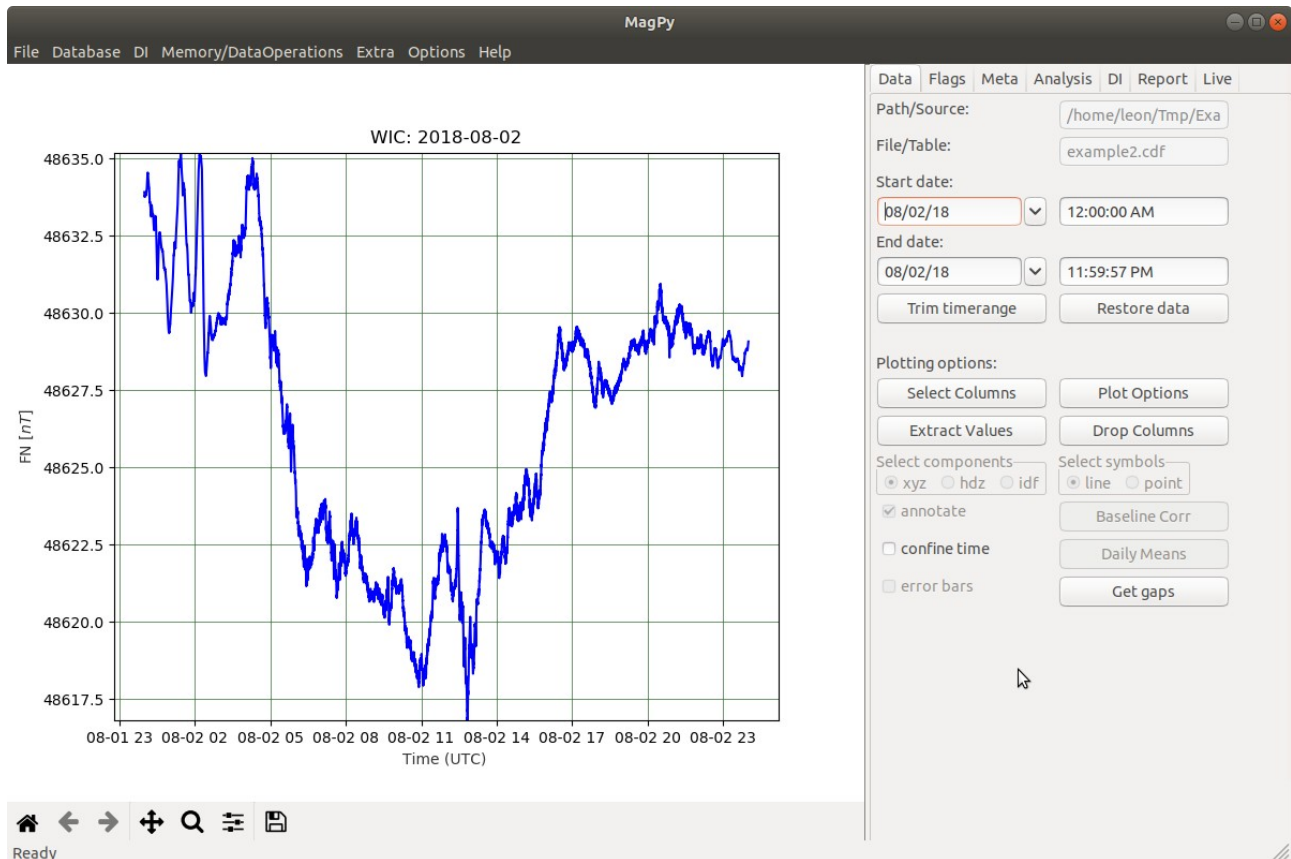 MagPy
File Database DI Memory/DataOperations Extra Options Help
WIC: 2018-08-02
48635.0
48632.5
48630.0
48627.5
48625.0
48622.5
48620.0
48617.5
FN [nT]
08-01 23 08-02 02 08-02 05 08-02 08 08-02 11 08-02 14 08-02 17 08-02 20 08-02 23
Time (UTC)
Data Flags Meta Analysis DI Report Live
Path/Source: /home/leon/Tmp/Exa
File/Table: example2.cdf
Start date:
08/02/18 12:00:00 AM
End date:
08/02/18 11:59:57 PM
Trim timerange Restore data
Plotting options:
Select Columns Plot Options
Extract Values Drop Columns
Select components Select symbols
xyz hdz idf line point
annotate Baseline Corr
confine time Daily Means
error bars Get gaps
Ready